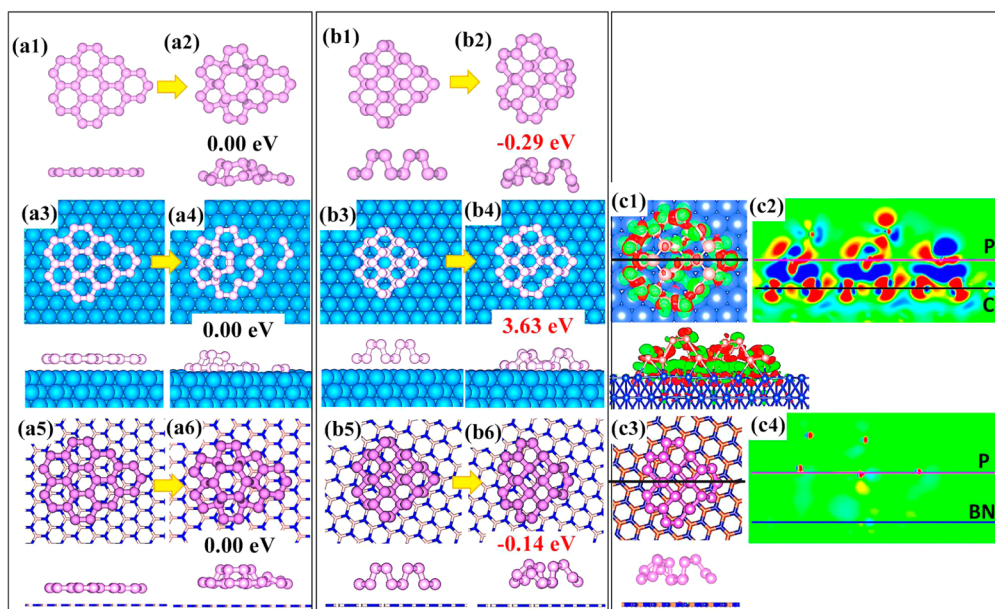 (a1)
(a2)
0.00 eV
(b1)
(b2)
-0.29 eV
(a3)
(a4)
0.00 eV
(b3)
(b4)
3.63 eV
(c1)
(c2)
P
C
(a5)
(a6)
0.00 eV
(b5)
(b6)
-0.14 eV
(c3)
(c4)
P
BN